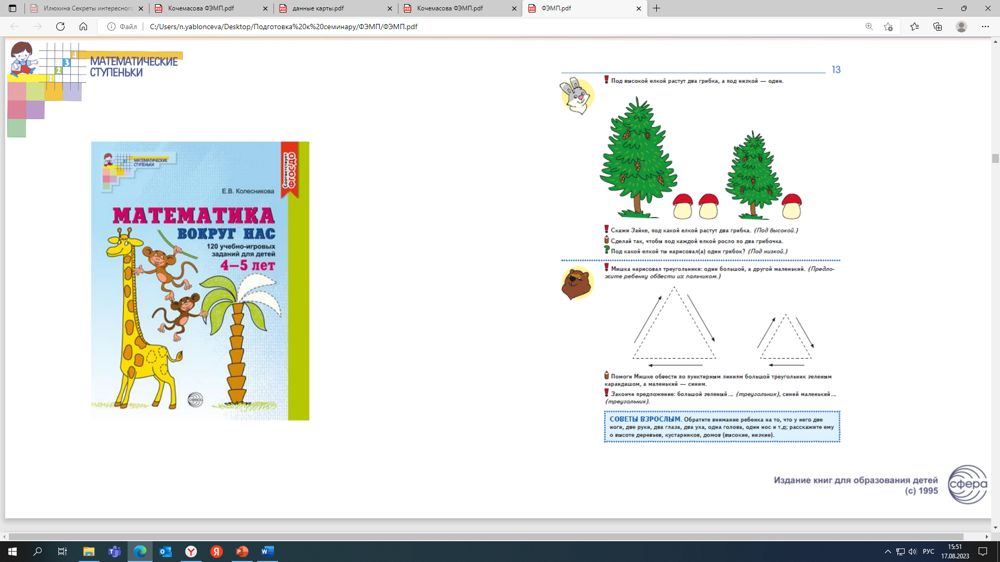 Илюхина Секреты интересного
Кочемасова ФЭМП.pdf
данные карты.pdf
Кочемасова ФЭМП.pdf
ФЭМП.pdf
Файл
C:/Users/n.yablonceva/Desktop/Подготовка%20к%20семинару/ФЭМП/ФЭМП.pdf
1 2 3 4
МАТЕМАТИЧЕСКИЕ
СТУПЕНЬКИ
МАТЕМАТИЧЕСКИЕ
СТУПЕНЬКИ
Соответствует
ФГОС ДО
Е.В. Колесникова
МАТЕМАТИКА
ВОКРУГ НАС
120 учебно-игровых
заданий для детей
4–5 лет
сфера
13
Под высокой елкой растут два грибка, а под низкой — один.
Скажи Зайке, под какой елкой растут два грибка. (Под высокой.)
Сделай так, чтобы под каждой елкой росло по два грибочка.
Под какой елкой ты нарисовал(а) один грибок? (Под низкой.)
Мишка нарисовал треугольники: один большой, а другой маленький. (Предло-
жите ребенку обвести их пальчиком.)
Помоги Мишке обвести по пунктирным линиям большой треугольник зеленым
карандашом, а маленький — синим.
Закончи предложение: большой зеленый... (треугольник), синий маленький...
(треугольник).
СОВЕТЫ ВЗРОСЛЫМ. Обратите внимание ребенка на то, что у него две
ноги, две руки, два глаза, два уха, одна голова, один нос и т.д; расскажите ему
о высоте деревьев, кустарников, домов (высокие, низкие).
Издание книг для образования детей
(с) 1995
сфера
РУС
15:51
17.08.2023